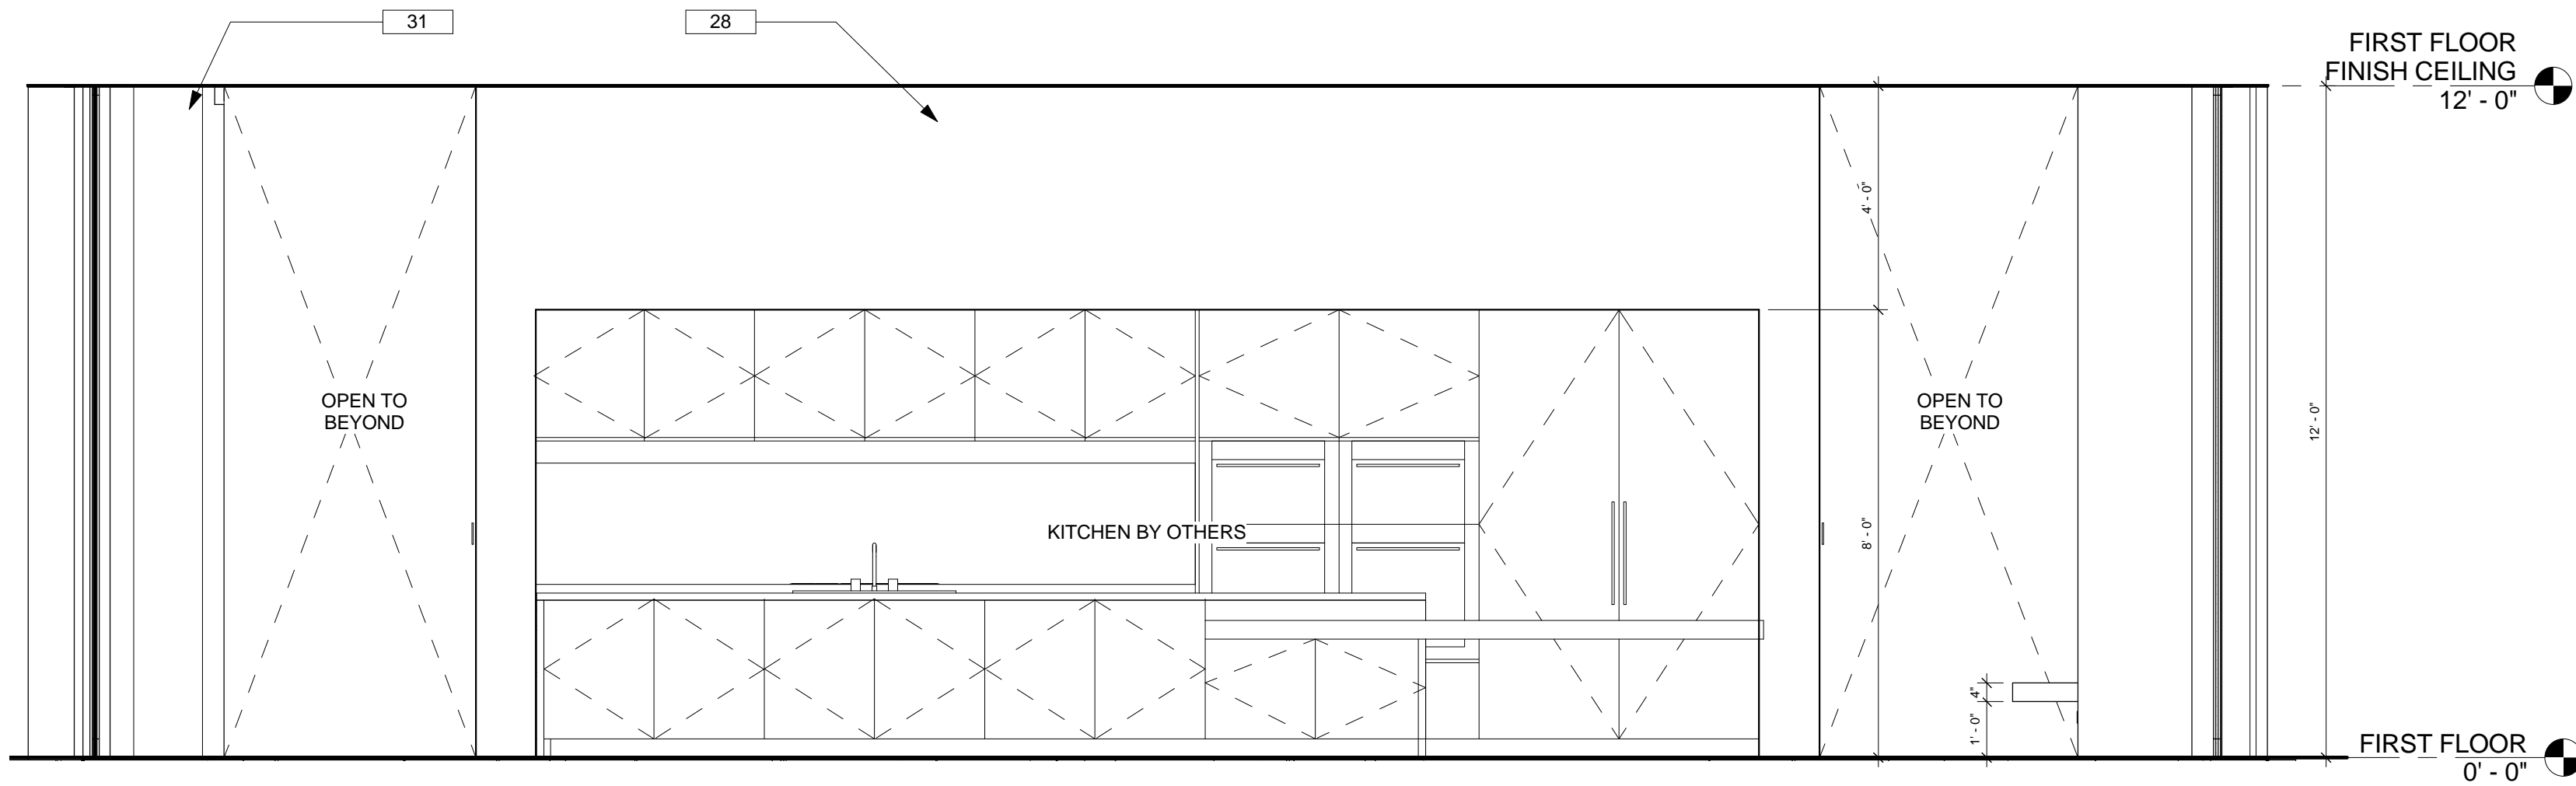 31
28
FIRST FLOOR
FINISH CEILING
12' - 0"
4' - 0"
OPEN TO
BEYOND
OPEN TO
BEYOND
12' - 0"
KITCHEN BY OTHERS
8' - 0"
4"
1' - 0"
FIRST FLOOR
0' - 0"